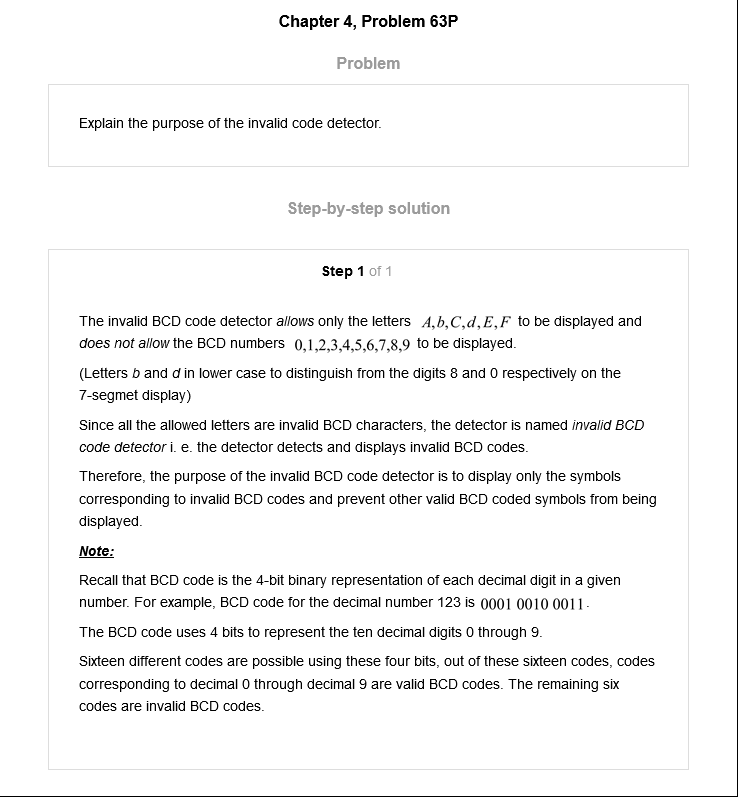 Chapter 4, Problem 63P
Problem
Explain the purpose of the invalid code detector.
Step-by-step solution
Step 1 of 1
The invalid BCD code detector allows only the letters A,b,C,d,E,F to be displayed and
does not allow the BCD numbers 0,1,2,3,4,5,6,7,8,9 to be displayed.
(Letters b and d in lower case to distinguish from the digits 8 and 0 respectively on the
7-segmet display)
Since all the allowed letters are invalid BCD characters, the detector is named invalid BCD
code detector i. e. the detector detects and displays invalid BCD codes.
Therefore, the purpose of the invalid BCD code detector is to display only the symbols
corresponding to invalid BCD codes and prevent other valid BCD coded symbols from being
displayed.
Note:
Recall that BCD code is the 4-bit binary representation of each decimal digit in a given
number. For example, BCD code for the decimal number 123 is 0001 0010 0011.
The BCD code uses 4 bits to represent the ten decimal digits 0 through 9.
Sixteen different codes are possible using these four bits, out of these sixteen codes, codes
corresponding to decimal 0 through decimal 9 are valid BCD codes. The remaining six
codes are invalid BCD codes.